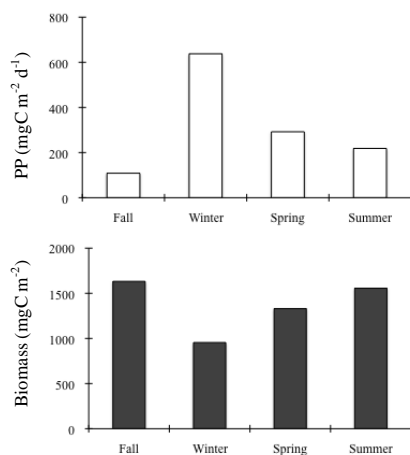 800
600
400
200
0
PP (mgC m-2 d-1)
Fall Winter Spring Summer
2000
1500
1000
500
0
Biomass (mgC m-2)
Fall Winter Spring Summer